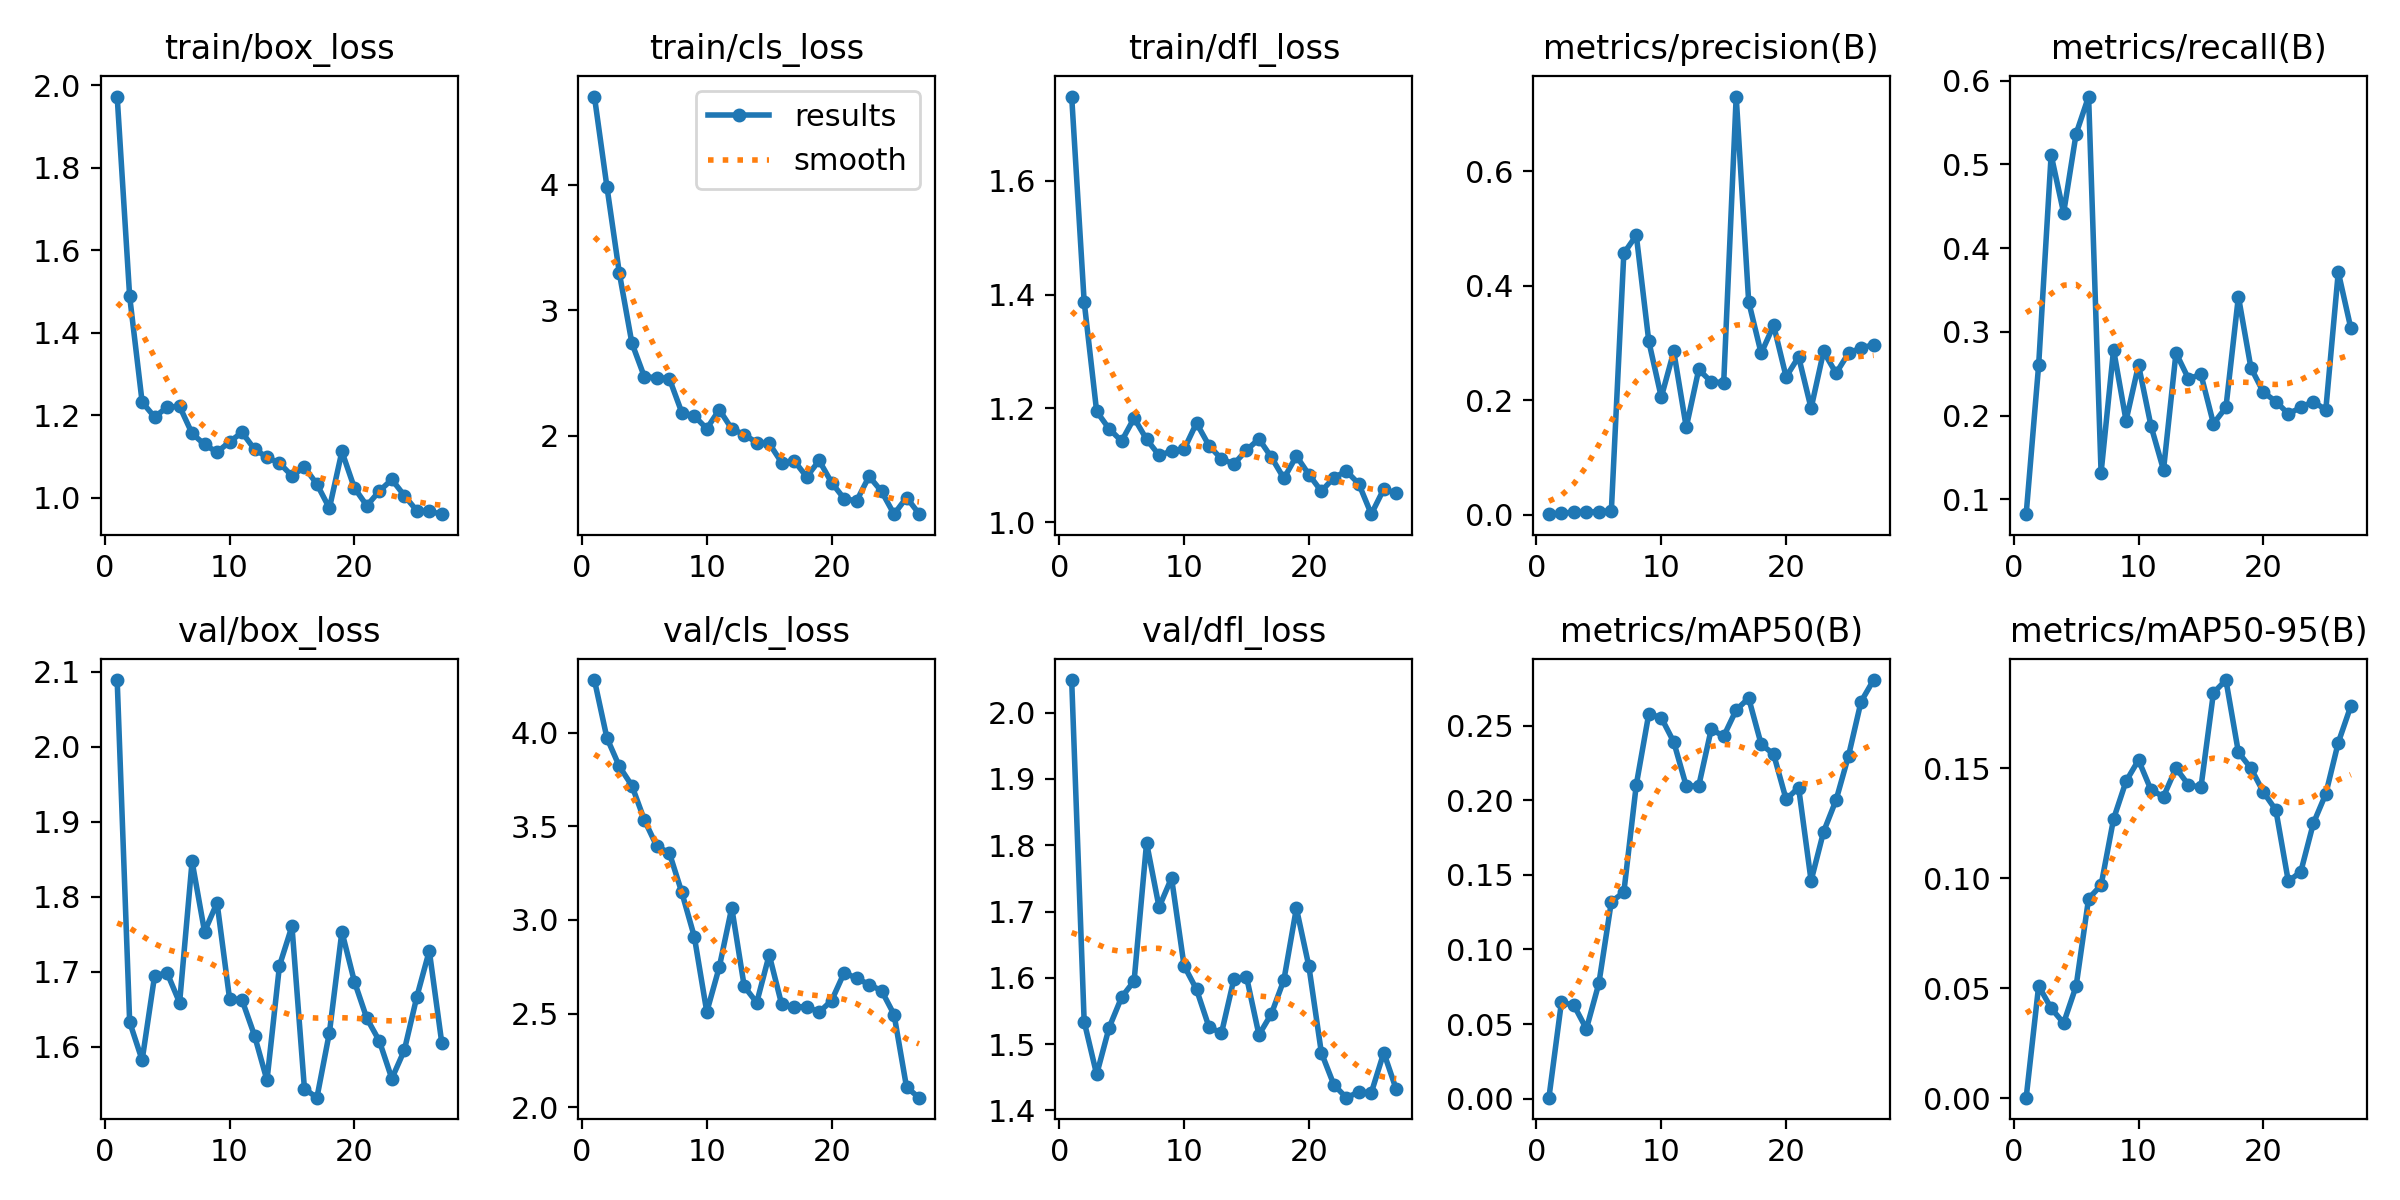 train/box_loss
2.0
1.8
1.6
1.4
1.2
1.0
0 10 20
train/cls_loss
results
smooth
4
3
2
0 10 20
train/dfl_loss
1.6
1.4
1.2
1.0
0 10 20
metrics/precision(B)
0.6
0.4
0.2
0.0
0 10 20
metrics/recall(B)
0.6
0.5
0.4
0.3
0.2
0.1
0 10 20
val/box_loss
2.1
2.0
1.9
1.8
1.7
1.6
0 10 20
val/cls_loss
4.0
3.5
3.0
2.5
2.0
0 10 20
val/dfl_loss
2.0
1.9
1.8
1.7
1.6
1.5
1.4
0 10 20
metrics/mAP50(B)
0.25
0.20
0.15
0.10
0.05
0.00
0 10 20
metrics/mAP50-95(B)
0.15
0.10
0.05
0.00
0 10 20